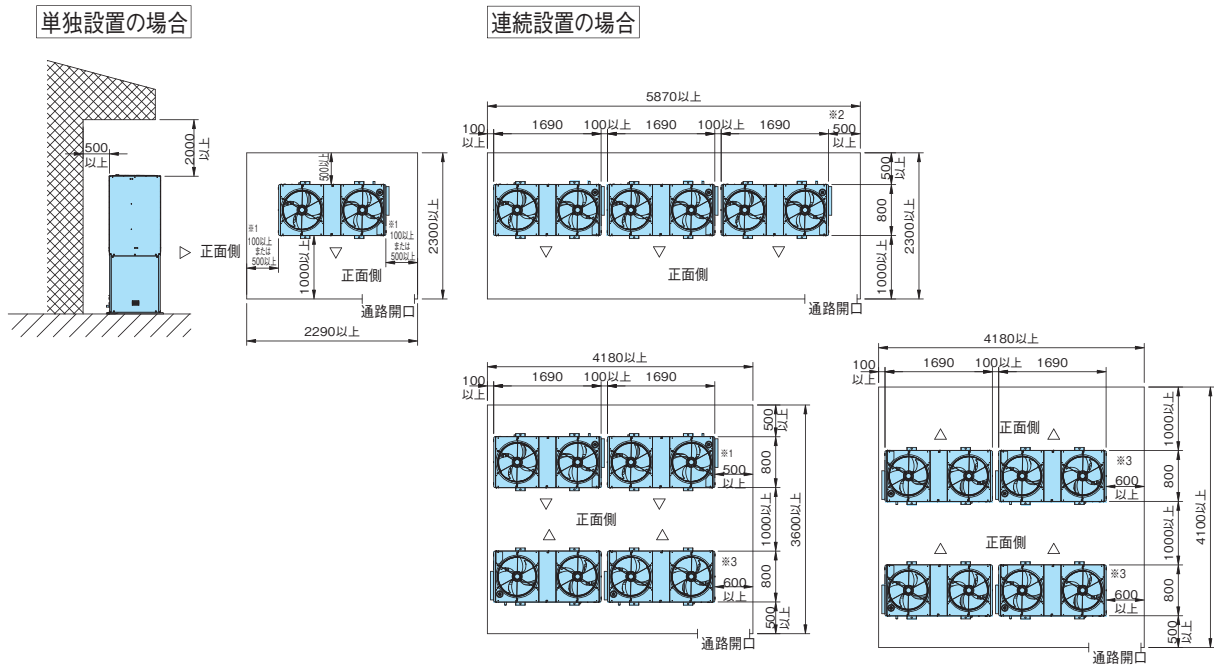 単独設置の場合
連続設置の場合
500
以上
2000
以上
正面側
500以上
※1
100以上
または
500以上
1000以上
※1
100以上
または
500以上
正面側
通路開口
2300以上
2290以上
5870以上
100
以上
1690
100以上
1690
100以上
1690
※2
500
以上
500
以上
800
1000以上
2300以上
正面側
通路開口
4180以上
100
以上
1690
100以上
1690
500
以上
※1
500
以上
800
正面側
1000以上
3600以上
※3
600
以上
800
500
以上
通路開口
4180以上
100
以上
1690
100以上
1690
正面側
1000以上
※3
600
以上
800
正面側
1000以上
4100以上
※3
600
以上
800
500
以上
通路開口